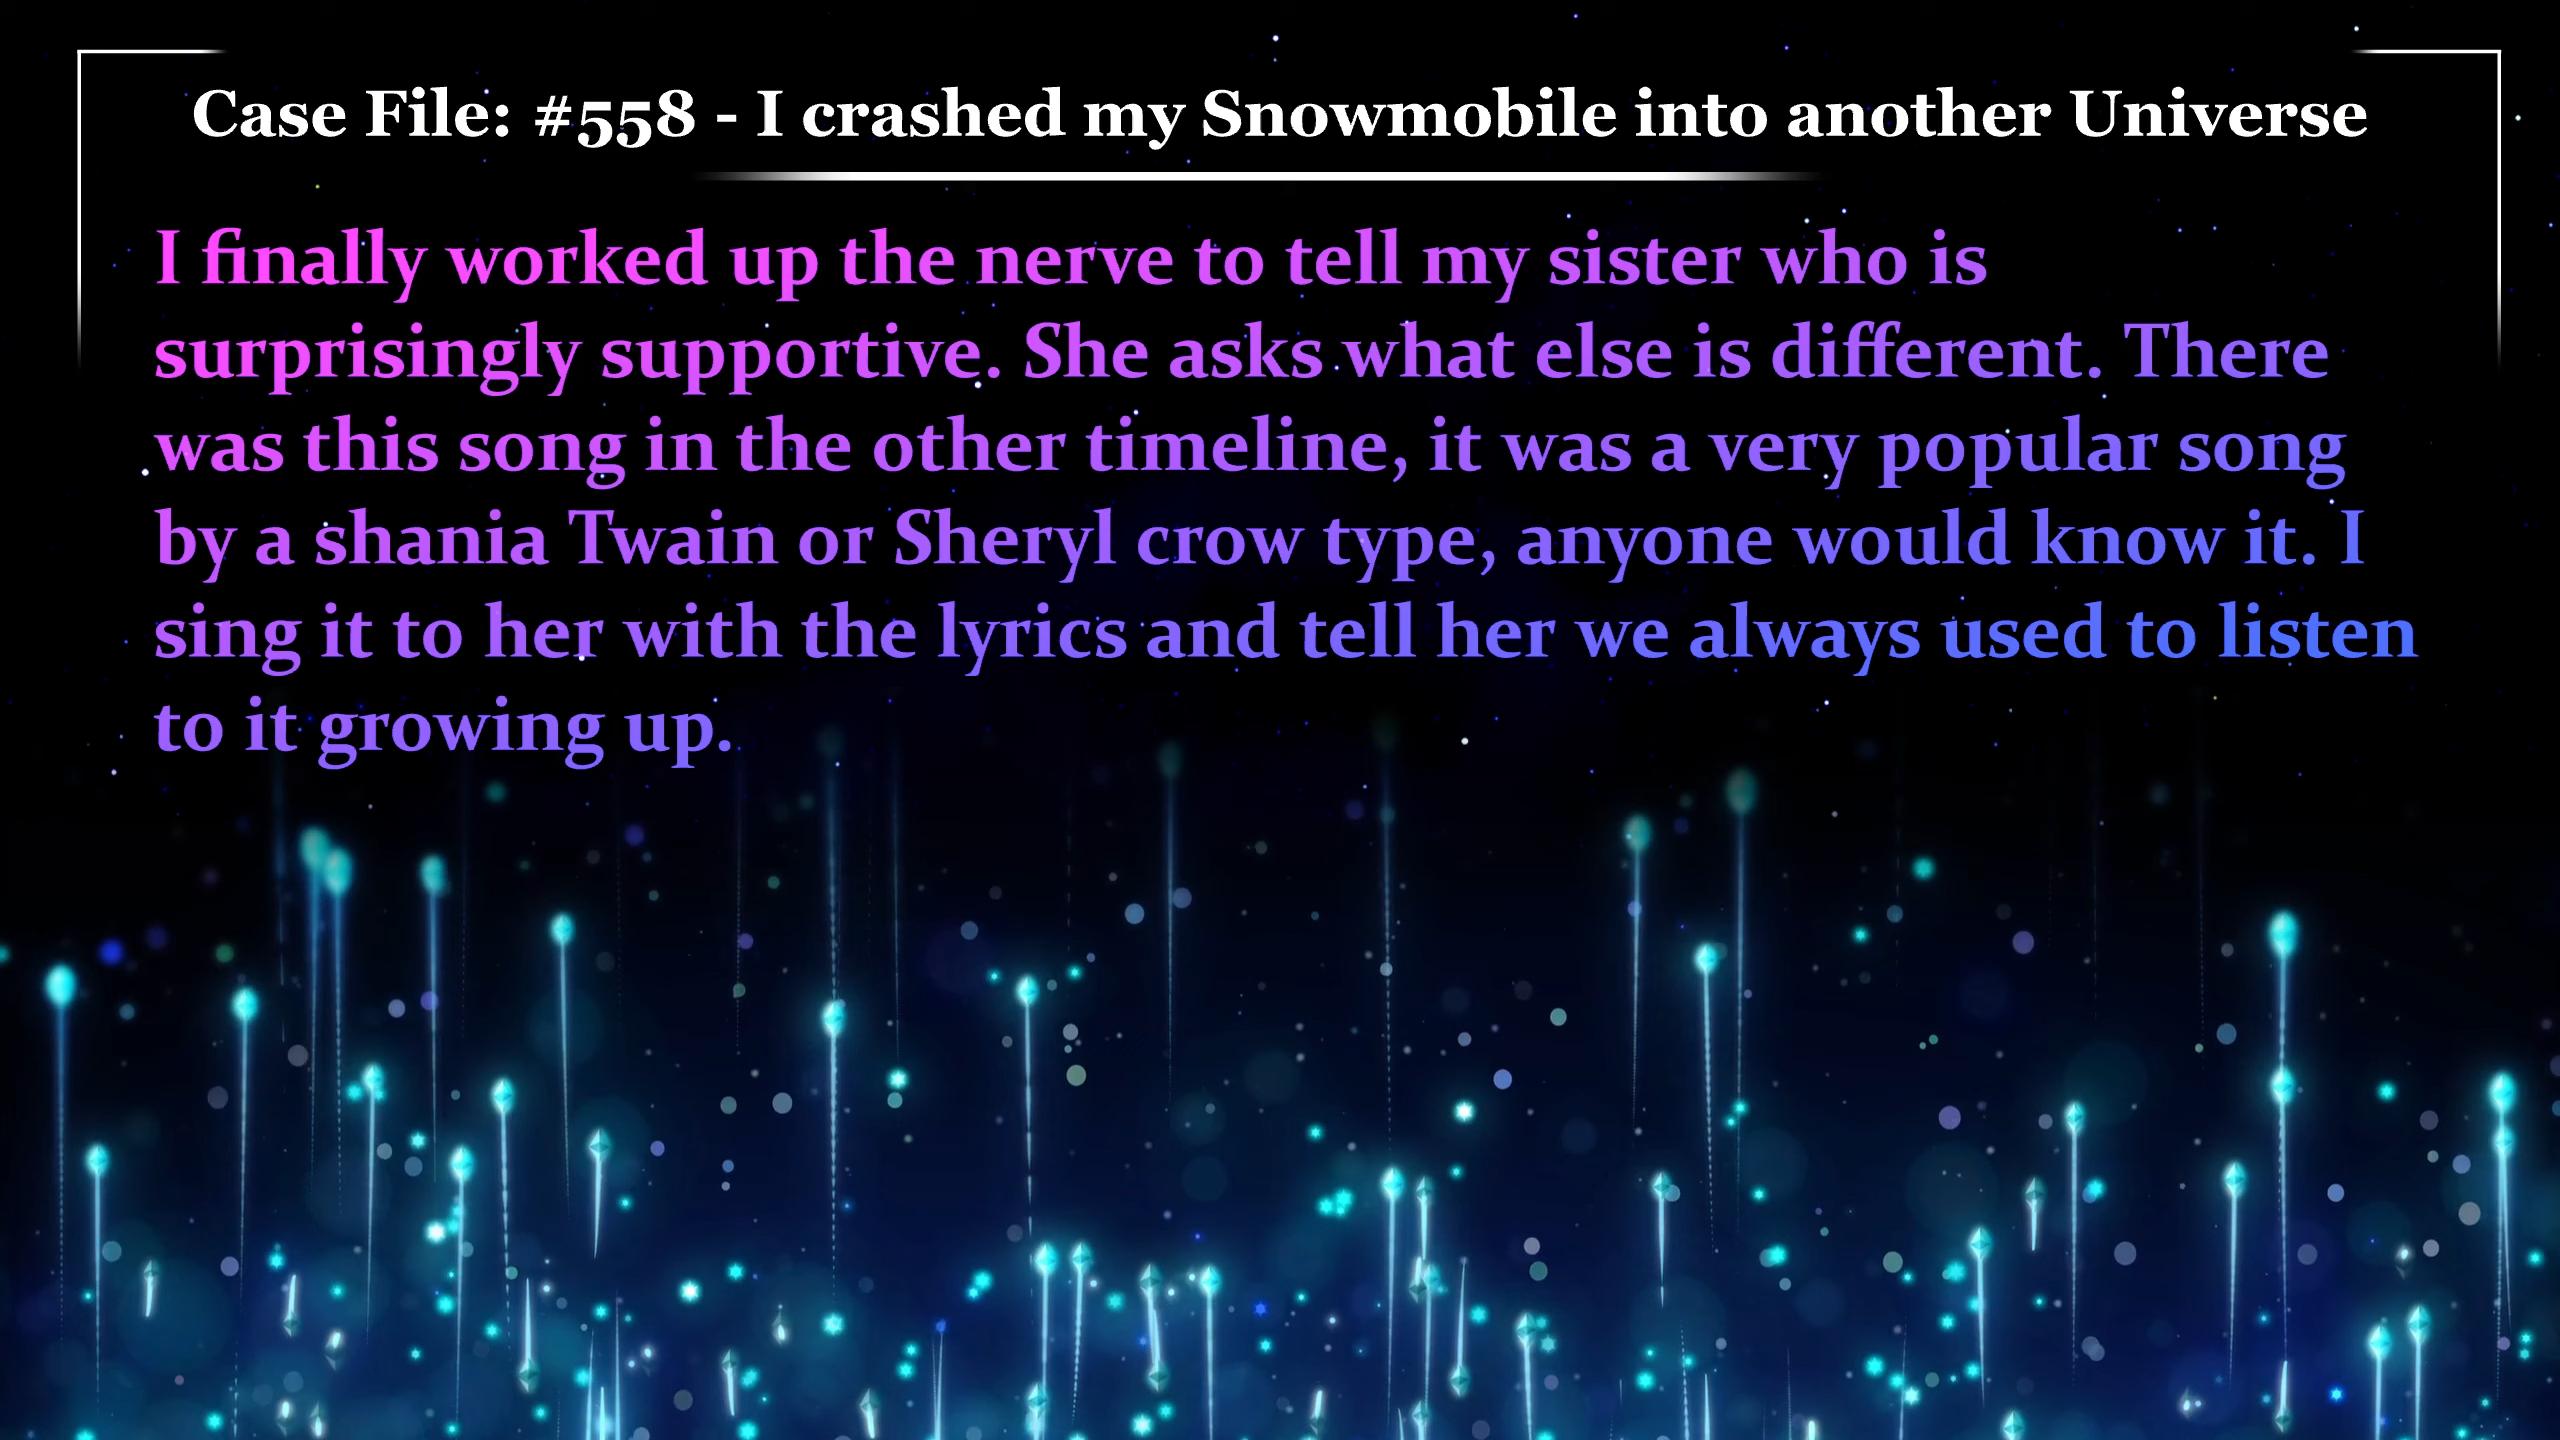 Case File: #558 - I crashed my Snowmobile into another Universe
I finally worked up the nerve to tell my sister who is
surprisingly supportive. She asks what else is different. There
was this song in the other timeline, it was a very popular song
by a shania Twain or Sheryl crow type, anyone would know it. I
sing it to her with the lyrics and tell her we always used to listen
to it growing up.